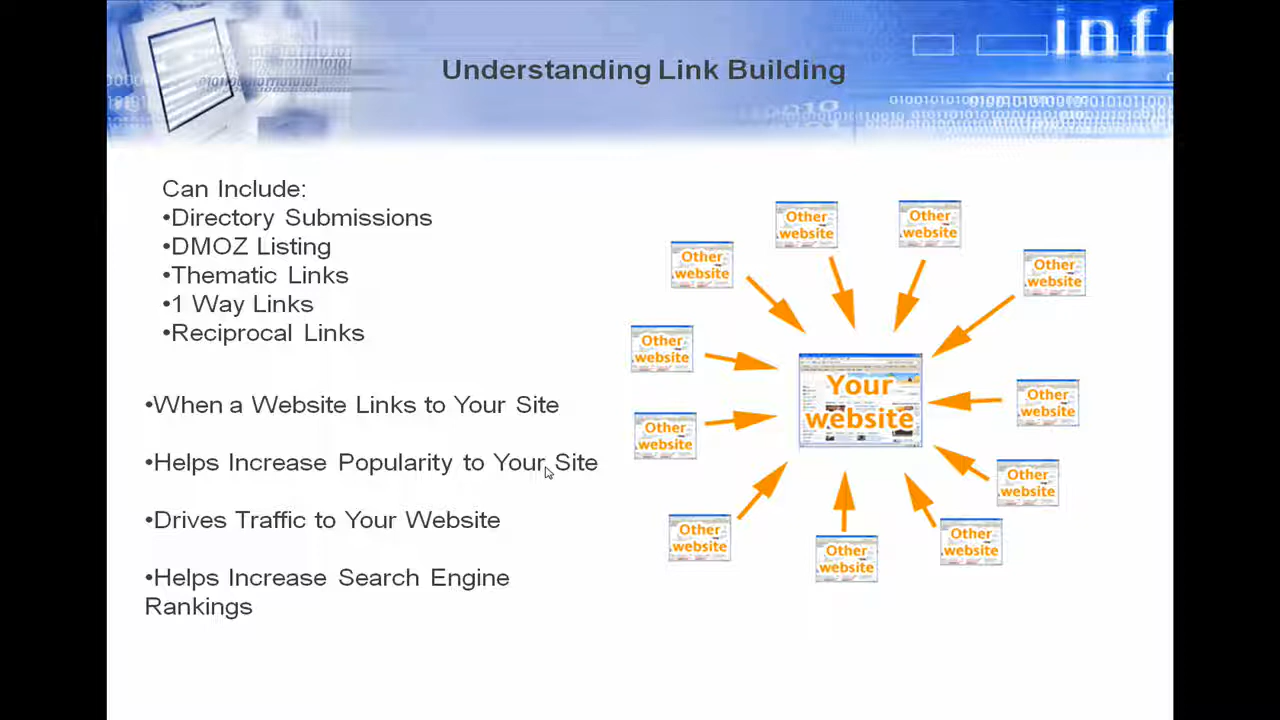 info
Understanding Link Building
Can Include:
•Directory Submissions
•DMOZ Listing
•Thematic Links
•1 Way Links
•Reciprocal Links
•When a Website Links to Your Site
•Helps Increase Popularity to Your Site
•Drives Traffic to Your Website
•Helps Increase Search Engine
Rankings
Other
website
Other
website
Other
website
Other
website
Other
website
Your
website
Other
website
Other
website
Other
website
Other
website
Other
website
Other
website